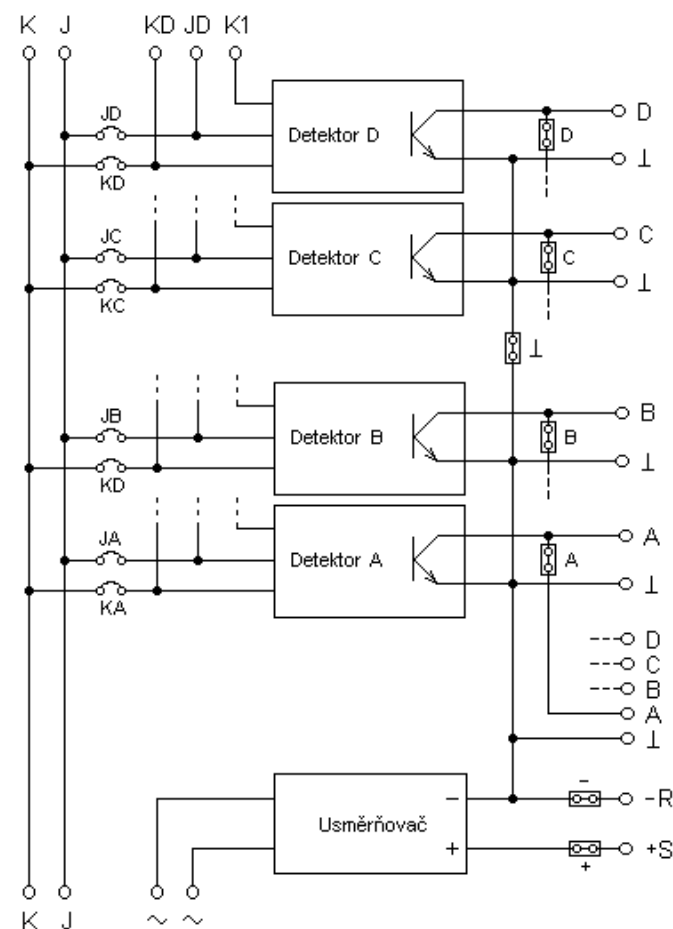 K J KD JD K1
JD
Detektor D
D
D
⊥
KD
JC
Detektor C
C
C
⊥
KC
⊥
JB
Detektor B
B
B
⊥
KD
JA
Detektor A
A
A
⊥
KA
D
C
B
A
⊥
Usměrňovač
-
-
-R
+
+
+S
K J ~ ~